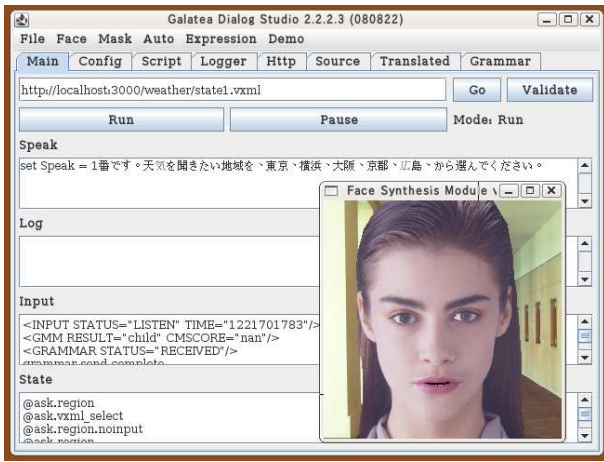 Galatea Dialog Studio 2.2.2.3 (080822)
File Face Mask Auto Expression Demo
Main Config Script Logger Http Source Translated Grammar
http://localhost:3000/weather/state1.vxml Go Validate
Run Pause Mode: Run
Speak
set Speak = 1番です。天気を聞きたい地域を、東京、横浜、大阪、京都、広島、から選んでください。
Face Synthesis Module
Log
Input
<INPUT STATUS="LISTEN" TIME="1221701783"/>
<GMM RESULT="child" CMSCORE="nan"/>
<GRAMMAR STATUS="RECEIVED"/>
grammar send complete
State
@ask.region
@ask.vxml_select
@ask.region.noinput
@ask.region